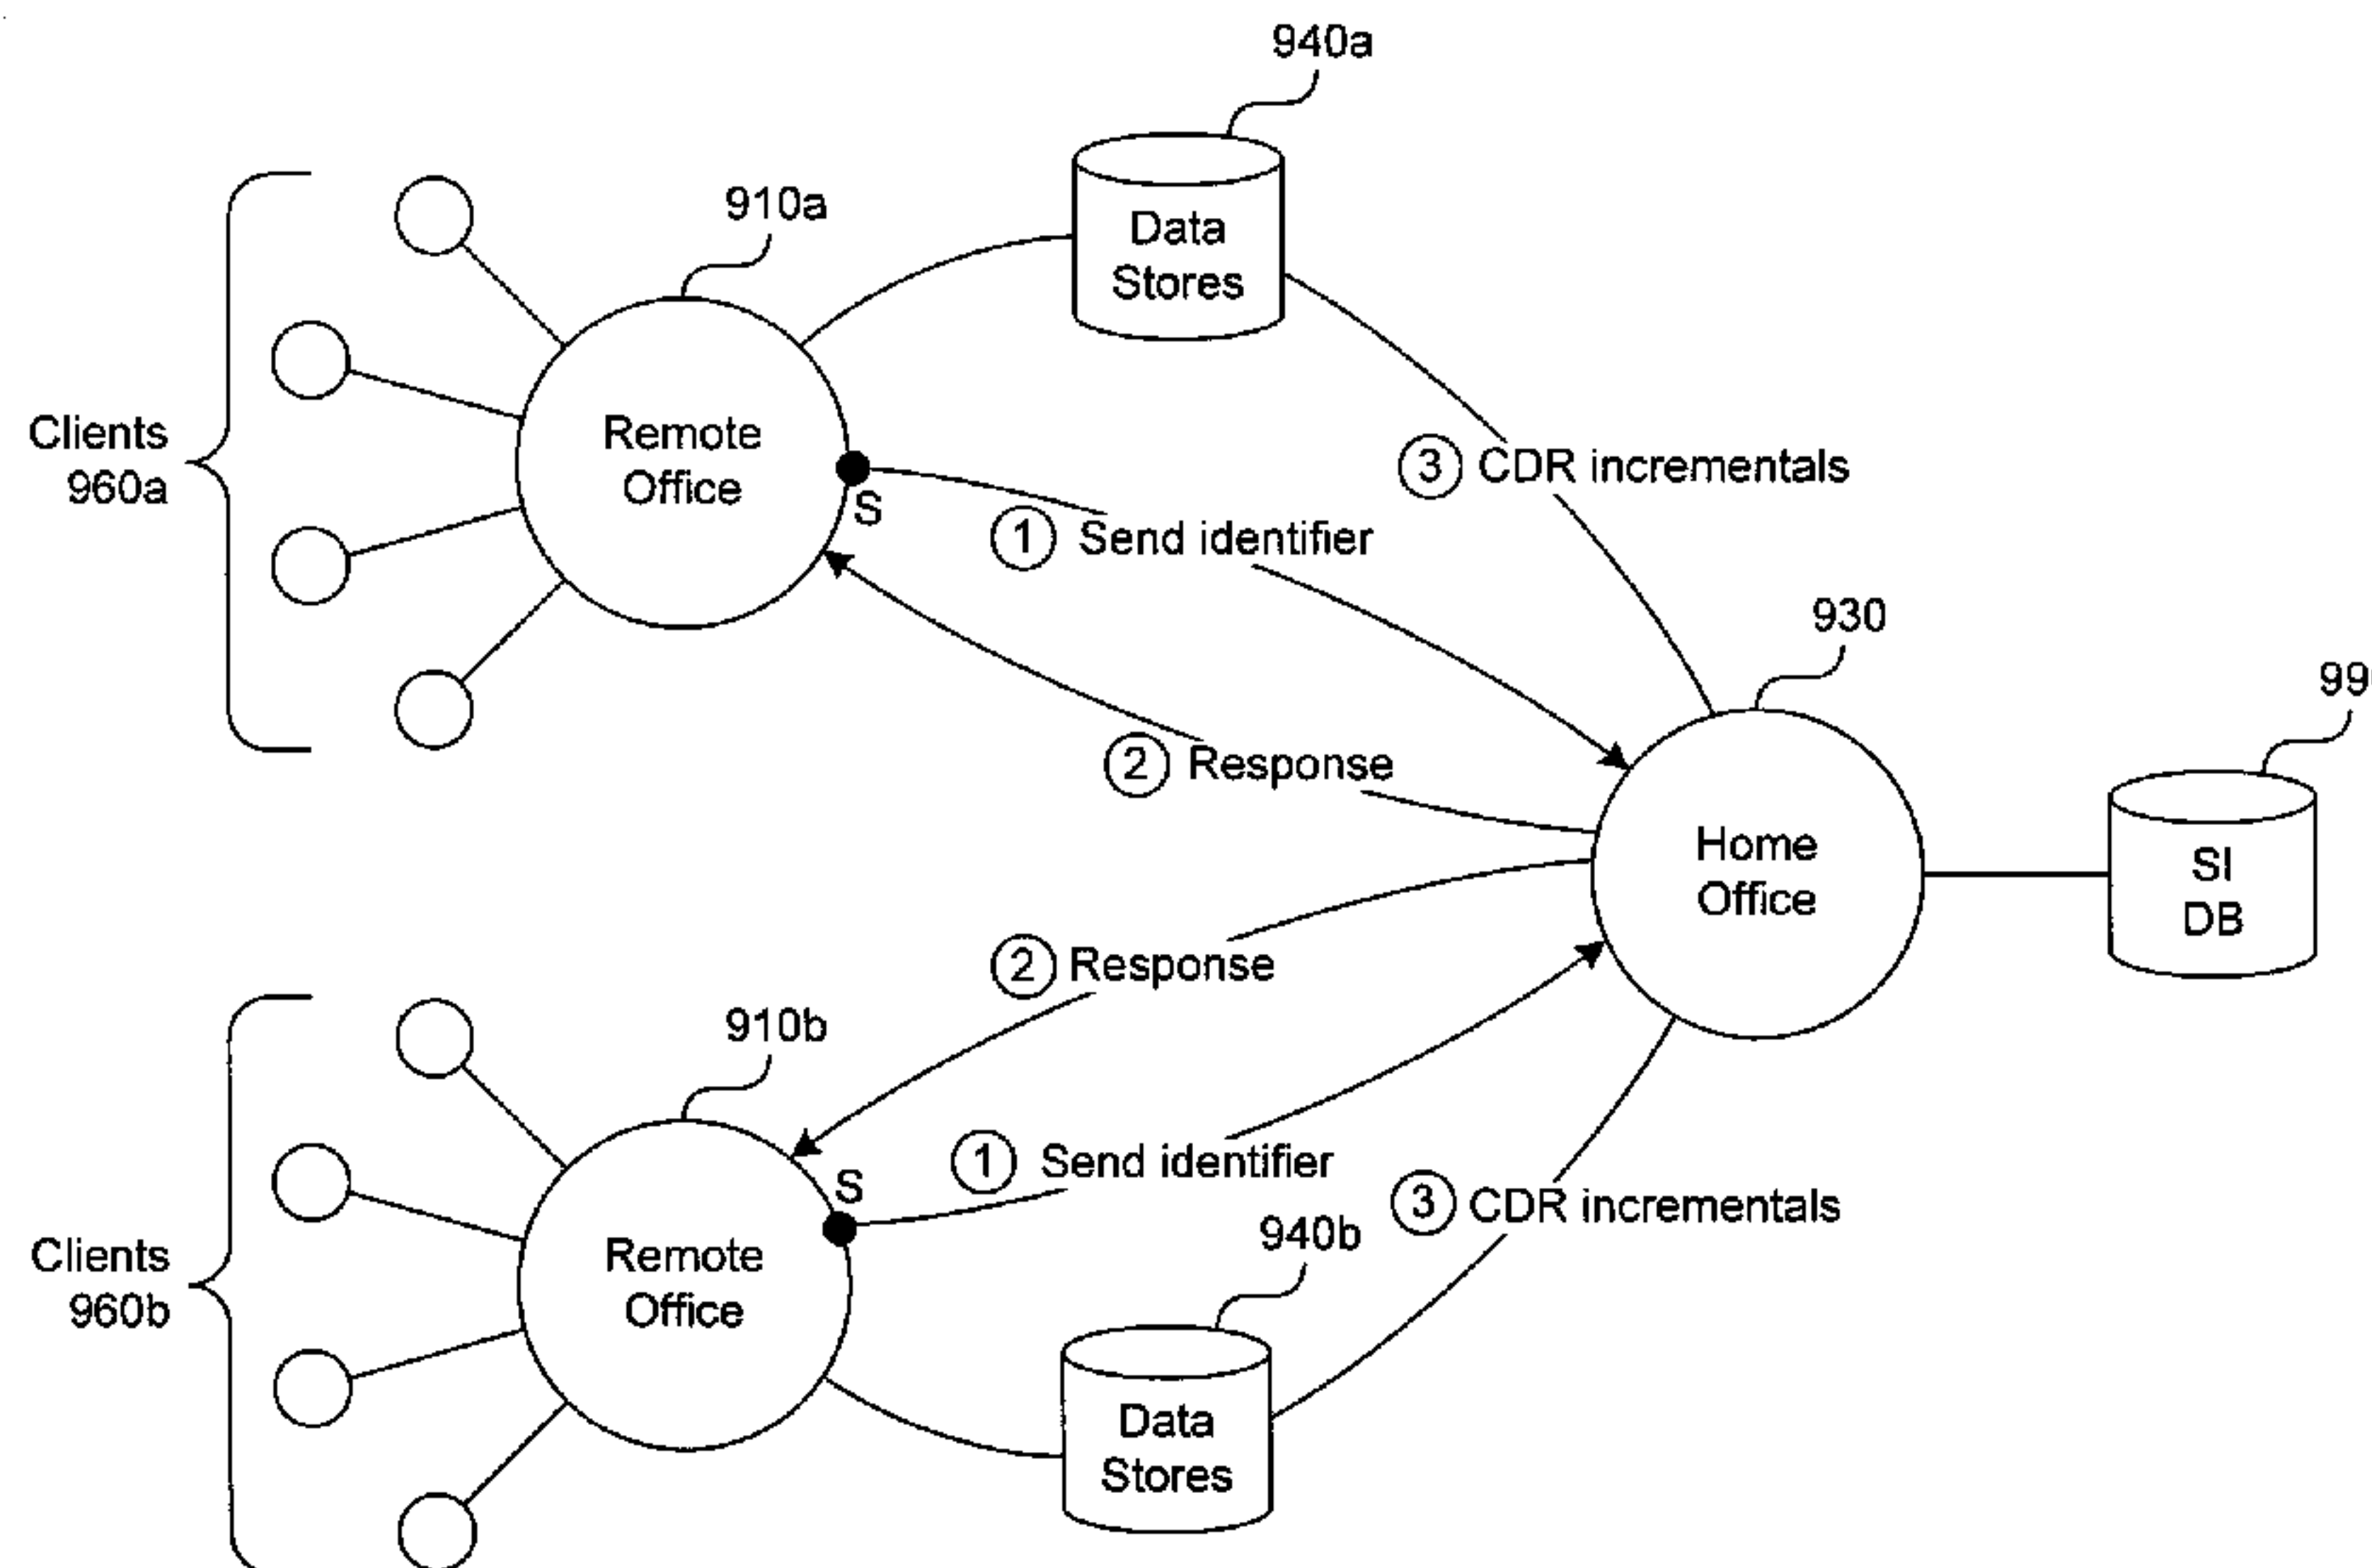 940a
910a
Data
Stores
Clients
960a
Remote
Office
S
3 CDR incrementals
1 Send identifier
930
2 Response
Home
Office
SI
DB
2 Response
910b
S
1 Send identifier
3 CDR incrementals
940b
Clients
960b
Remote
Office
Data
Stores